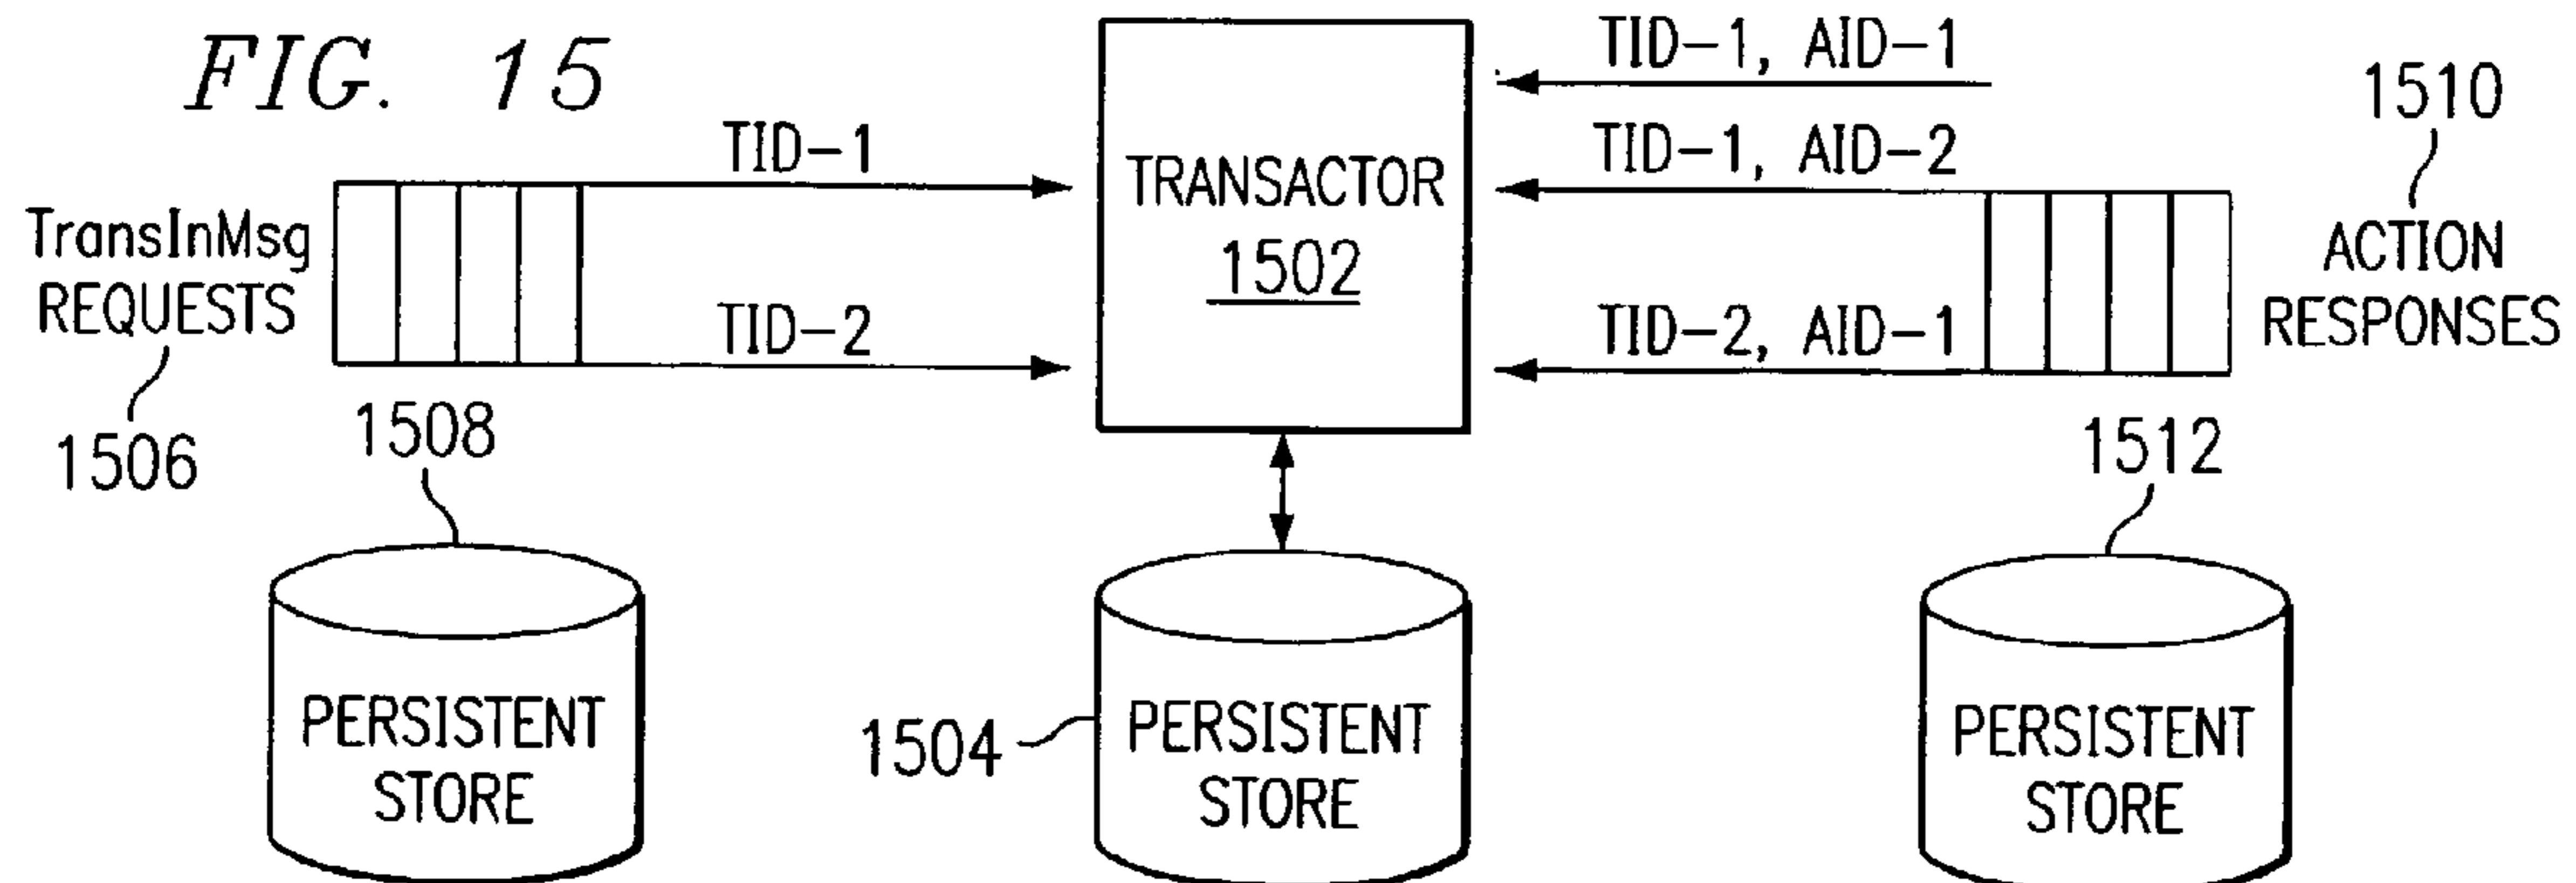 FIG. 15
TransInMsg
REQUESTS
1506
TID-1
TID-2
TRANSACTOR
1502
TID-1, AID-1
TID-1, AID-2
TID-2, AID-1
1510
ACTION
RESPONSES
1508
PERSISTENT
STORE
1504
PERSISTENT
STORE
1512
PERSISTENT
STORE